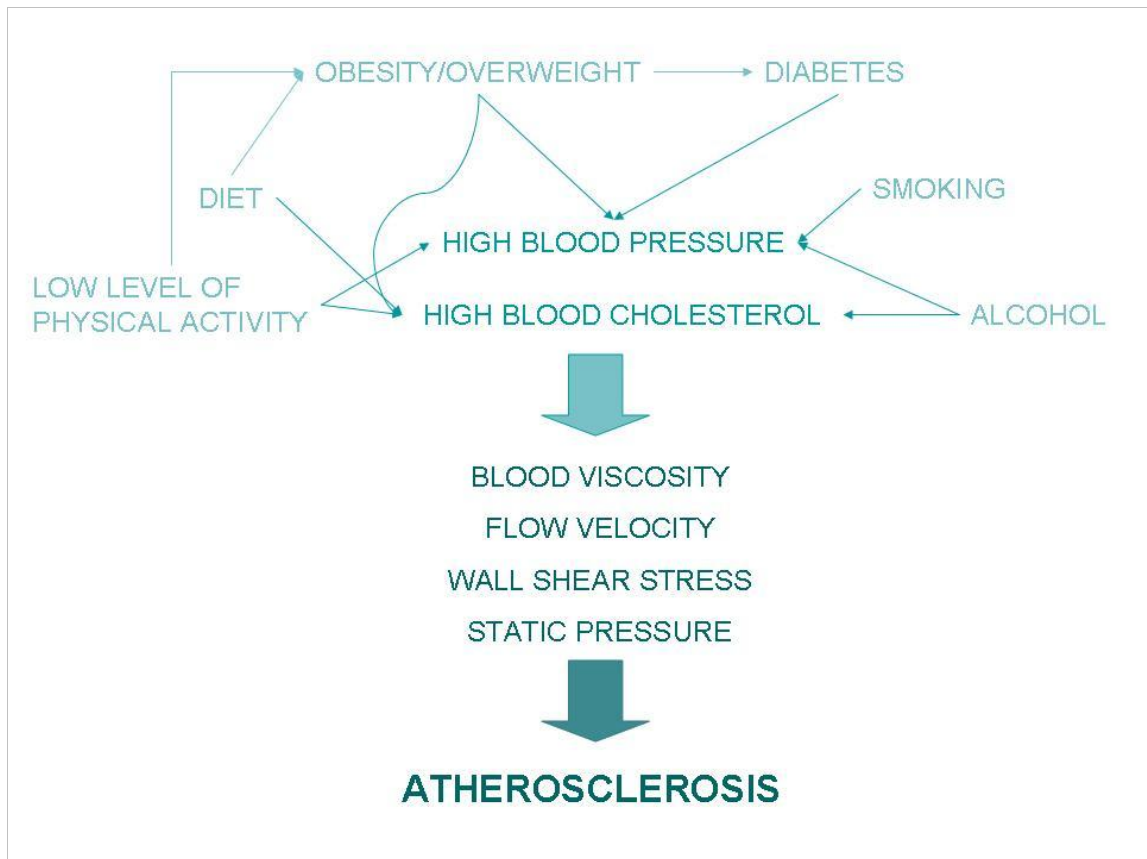 OBESITY/OVERWEIGHT
DIABETES
DIET
SMOKING
HIGH BLOOD PRESSURE
LOW LEVEL OF
PHYSICAL ACTIVITY
HIGH BLOOD CHOLESTEROL
ALCOHOL
BLOOD VISCOSITY
FLOW VELOCITY
WALL SHEAR STRESS
STATIC PRESSURE
ATHEROSCLEROSIS